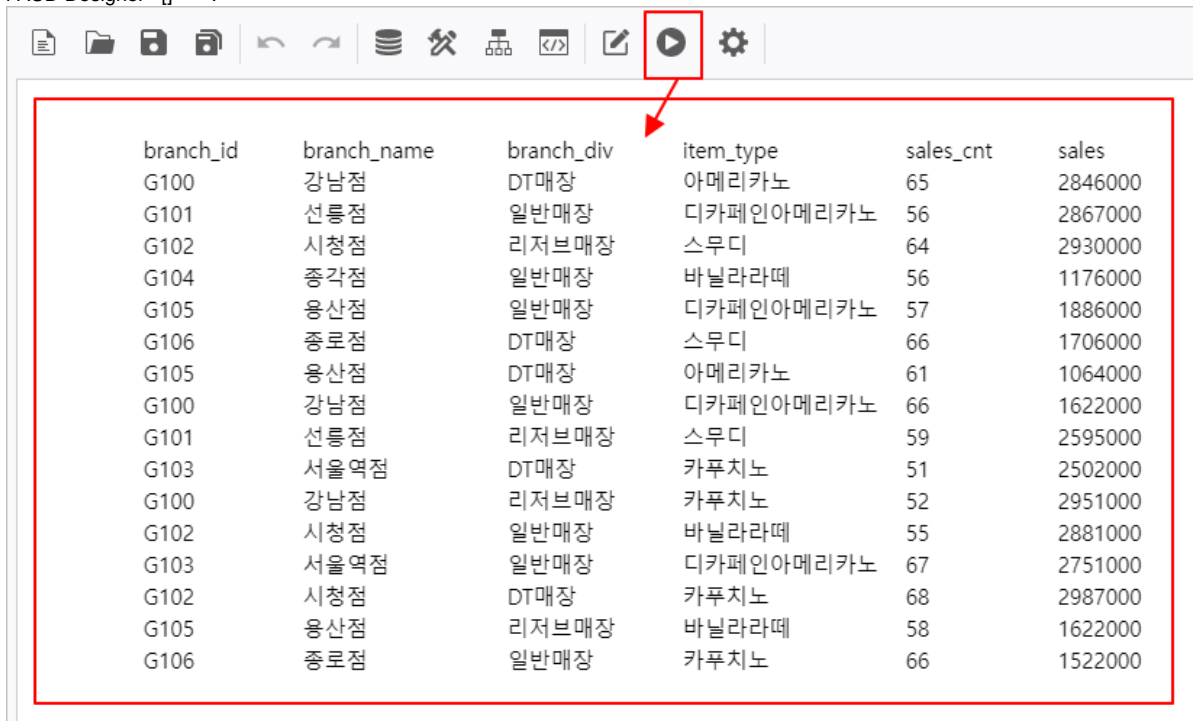 branch_id branch_name branch_div item_type sales_cnt sales
G100 강남점 DT매장 아메리카노 65 2846000
G101 선릉점 일반매장 디카페인아메리카노 56 2867000
G102 시청점 리저브매장 스무디 64 2930000
G104 종각점 일반매장 바닐라라떼 56 1176000
G105 용산점 일반매장 디카페인아메리카노 57 1886000
G106 종로점 DT매장 스무디 66 1706000
G105 용산점 DT매장 아메리카노 61 1064000
G100 강남점 일반매장 디카페인아메리카노 66 1622000
G101 선릉점 리저브매장 스무디 59 2595000
G103 서울역점 DT매장 카푸치노 51 2502000
G100 강남점 리저브매장 카푸치노 52 2951000
G102 시청점 일반매장 바닐라라떼 55 2881000
G103 서울역점 일반매장 디카페인아메리카노 67 2751000
G102 시청점 DT매장 카푸치노 68 2987000
G105 용산점 리저브매장 바닐라라떼 58 1622000
G106 종로점 일반매장 카푸치노 66 1522000